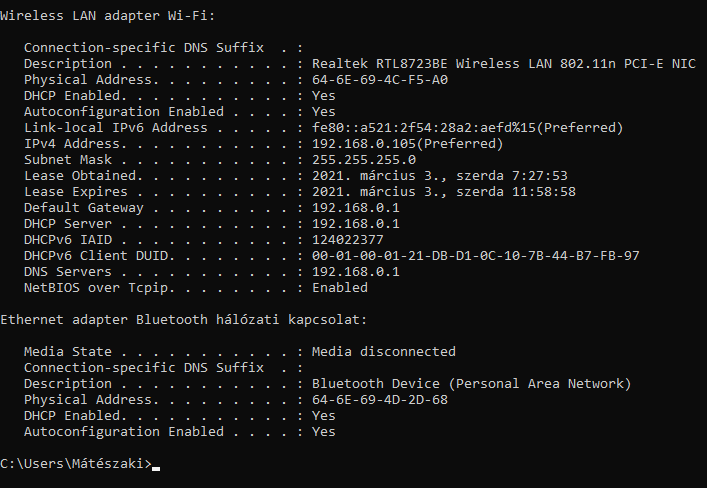 Wireless LAN adapter Wi-Fi:
Connection-specific DNS Suffix  . :
Description . . . . . . . . . . . : Realtek RTL8723BE Wireless LAN 802.11n PCI-E NIC
Physical Address. . . . . . . . . : 64-6E-69-4C-F5-A0
DHCP Enabled. . . . . . . . . . . : Yes
Autoconfiguration Enabled . . . . : Yes
Link-local IPv6 Address . . . . . : fe80::a521:2f54:28a2:aefd%15(Preferred)
IPv4 Address. . . . . . . . . . . : 192.168.0.105(Preferred)
Subnet Mask . . . . . . . . . . . : 255.255.255.0
Lease Obtained. . . . . . . . . . : 2021. március 3., szerda 7:27:53
Lease Expires . . . . . . . . . . : 2021. március 3., szerda 11:58:58
Default Gateway . . . . . . . . . : 192.168.0.1
DHCP Server . . . . . . . . . . . : 192.168.0.1
DHCPv6 IAID . . . . . . . . . . . : 124022377
DHCPv6 Client DUID. . . . . . . . : 00-01-00-01-21-DB-D1-0C-10-7B-44-B7-FB-97
DNS Servers . . . . . . . . . . . : 192.168.0.1
NetBIOS over Tcpip. . . . . . . . : Enabled
Ethernet adapter Bluetooth hálózati kapcsolat:
Media State . . . . . . . . . . . : Media disconnected
Connection-specific DNS Suffix  . :
Description . . . . . . . . . . . : Bluetooth Device (Personal Area Network)
Physical Address. . . . . . . . . : 64-6E-69-4D-2D-68
DHCP Enabled. . . . . . . . . . . : Yes
Autoconfiguration Enabled . . . . : Yes
C:\Users\Mátészaki>_